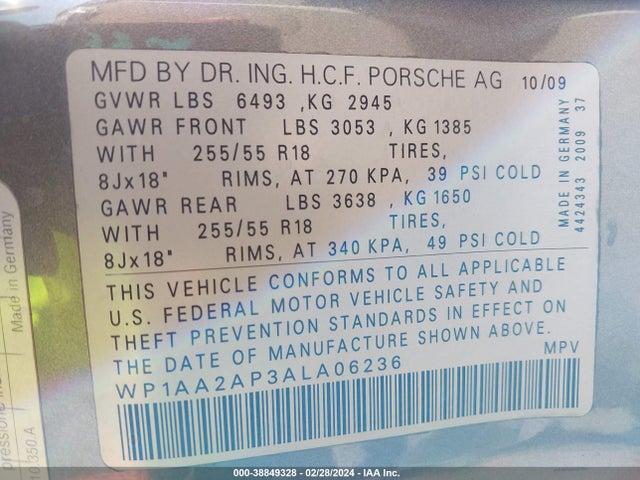 MFD BY DR. ING. H.C.F. PORSCHE AG 10/09
GVWR LBS 6493 , KG 2945
GAWR FRONT LBS 3053 , KG 1385
WITH 255/55 R18 TIRES,
8Jx18" RIMS, AT 270 KPA, 39 PSI COLD
GAWR REAR LBS 3638 , KG 1650
WITH 255/55 R18 TIRES,
8Jx18" RIMS, AT 340 KPA, 49 PSI COLD
MADE IN GERMANY
4424343 2009 37
THIS VEHICLE CONFORMS TO ALL APPLICABLE
U.S. FEDERAL MOTOR VEHICLE SAFETY AND
THEFT PREVENTION STANDARDS IN EFFECT ON
THE DATE OF MANUFACTURE SHOWN ABOVE.
WP1AA2AP3ALA06236 MPV
Made in Germany
350.A
000-38849328 - 02/28/2024 - IAA Inc.